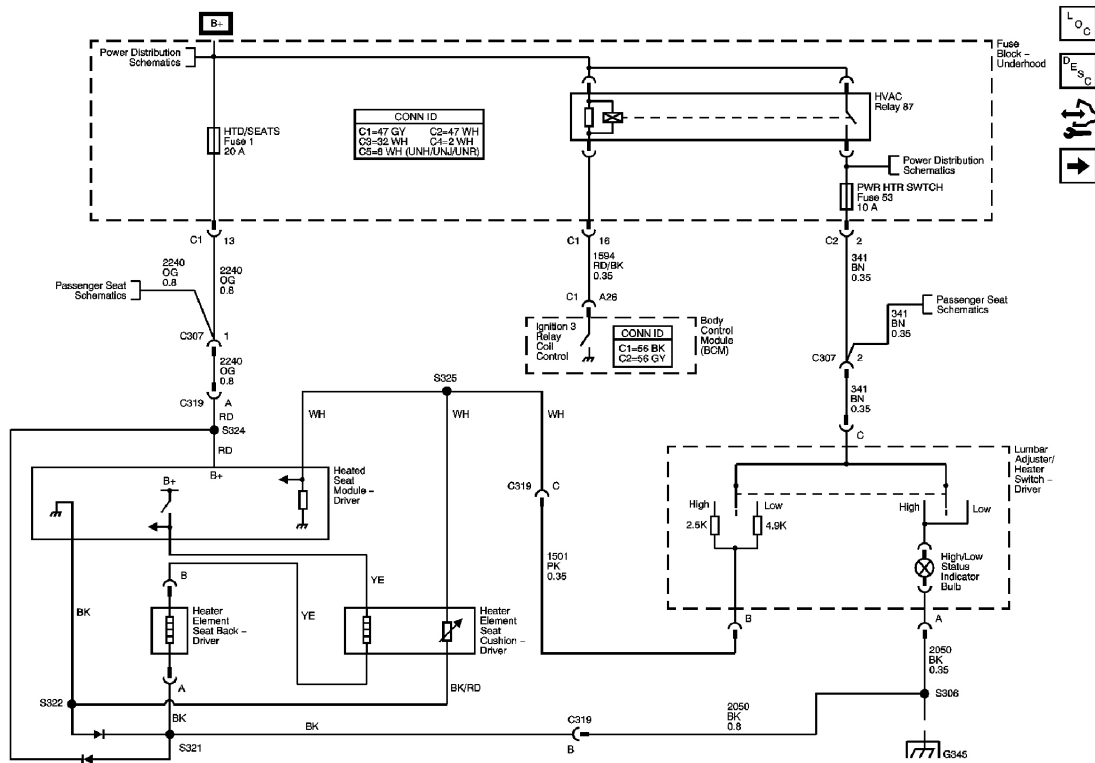 B+
Power Distribution
Schematics
Fuse
Block –
Underhood
HVAC
Relay 87
HTD/SEATS
Fuse 1
20 A
CONN ID
C1=47 GY C2=47 WH
C3=32 WH C4=2 WH
C5=8 WH (UNH/UNJ/UNR)
Power Distribution
Schematics
PWR HTR SWTCH
Fuse 53
10 A
C1 13
C1 16
C2 2
2240
OG
0.8
2240
OG
0.8
1594
RD/BK
0.35
341
BN
0.35
Passenger Seat
Schematics
Passenger Seat
Schematics
341
BN
0.35
C1 A26
Ignition 3
Relay
Coil
Control
CONN ID
C1=56 BK
C2=56 GY
Body
Control
Module
(BCM)
C307 1
C307 2
2240
OG
0.8
341
BN
0.35
S325
C319 A
RD
S324
RD
WH
WH
WH
C
B+
B+
Heated
Seat
Module –
Driver
C319 C
Lumbar
Adjuster/
Heater
Switch –
Driver
High
Low
2.5K
4.9K
High
Low
High/Low
Status
Indicator
Bulb
1501
PK
0.35
BK
B
YE
YE
Heater
Element
Seat Back –
Driver
Heater
Element
Seat
Cushion –
Driver
B
A
2050
BK
0.35
A
BK/RD
S322
BK
S321
BK
C319
B
2050
BK
0.8
S306
G345
L
O
C
D
E
S
C